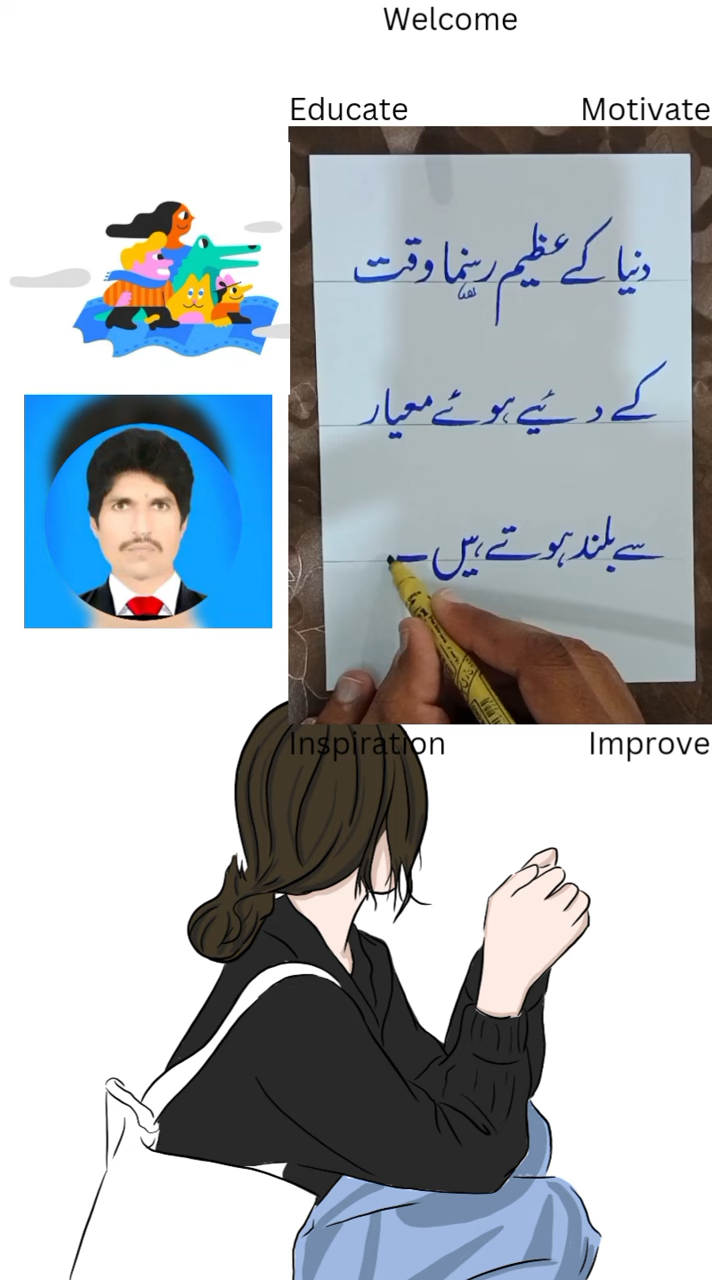 Welcome
Educate Motivate
دنیا کے عظیم رہنما وقت
کے دئیے ہوئے معیار
سے بلند ہوتے ہیں ۔
Inspiration Improve